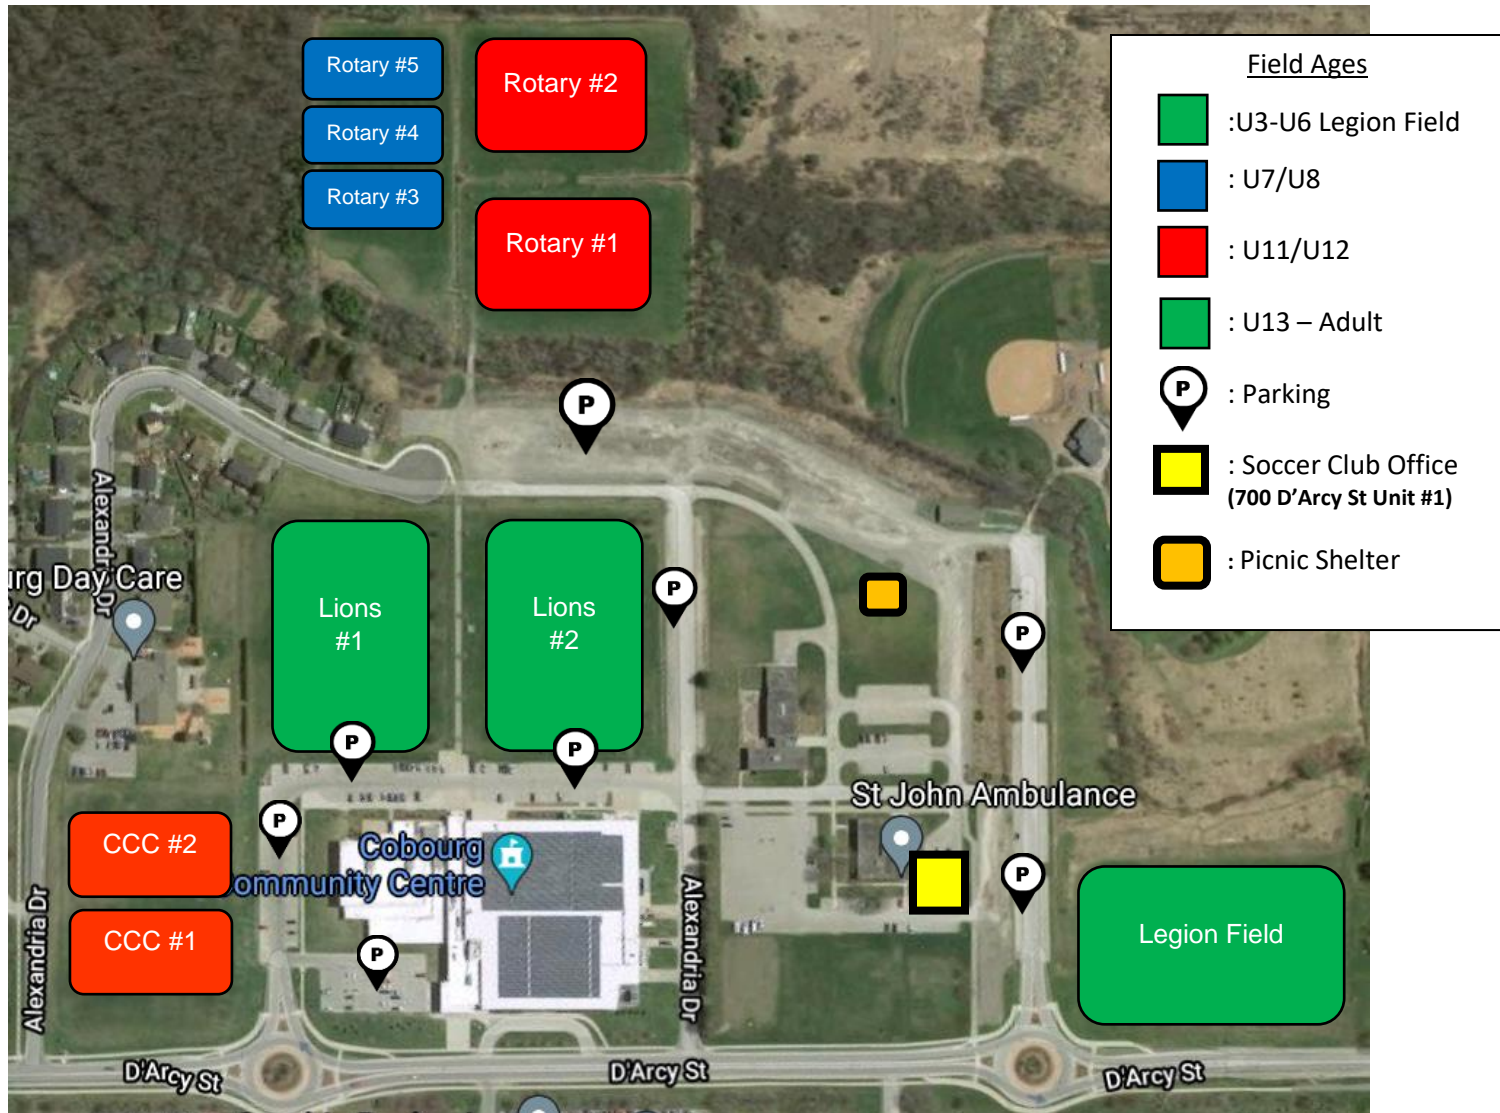 Rotary #5
Rotary #2
Rotary #4
Rotary #3
Rotary #1
Field Ages
:U3-U6 Legion Field
: U7/U8
: U11/U12
: U13 – Adult
P
: Parking
: Soccer Club Office
(700 D'Arcy St Unit #1)
: Picnic Shelter
P
Alexandria Dr
urg Day Care
Dr
Lions
#1
Lions
#2
P
P
P
P
St John Ambulance
P
CCC #2
Cobourg
ommunity Centre
P
CCC #1
P
Alexandria Dr
Alexandria Dr
Legion Field
D'Arcy St
D'Arcy St
D'Arcy St